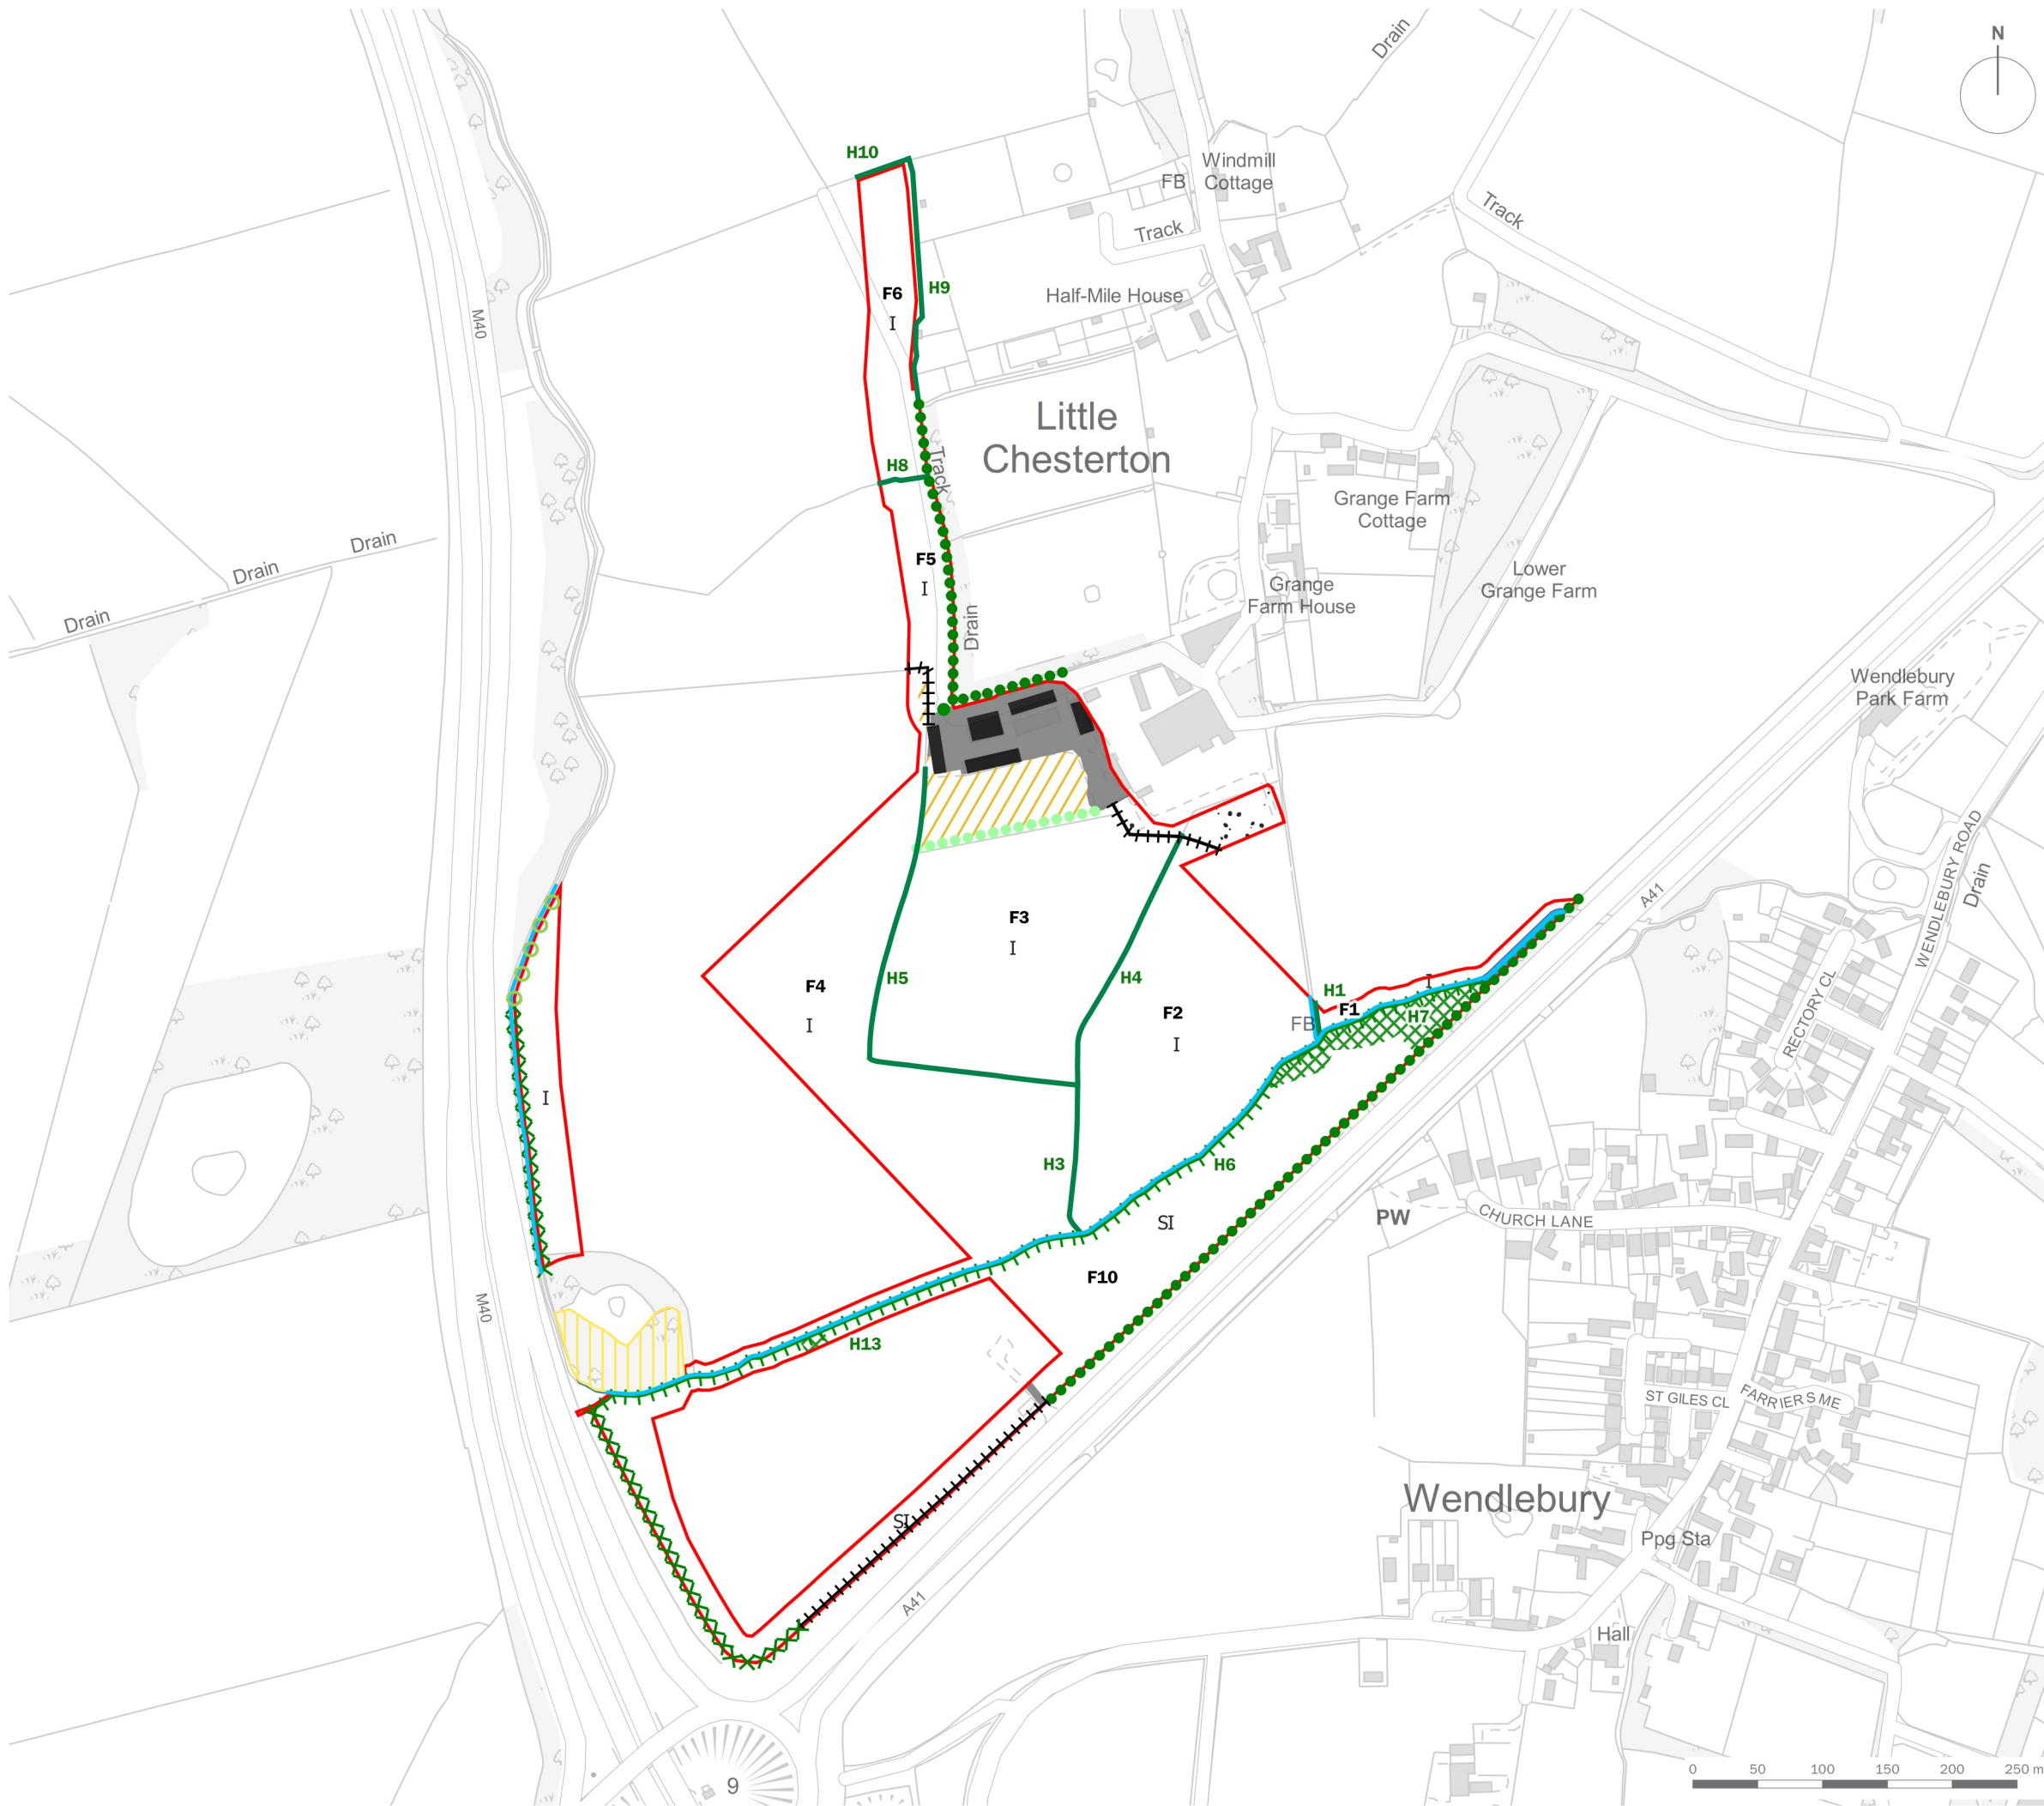 N
Drain
H10
Windmill
Cottage
FB
Track
Track
M40
F6
I
H9
Half-Mile House
Little
Chesterton
Track
H8
Grange Farm
Cottage
Drain
Drain
Drain
F5
I
Drain
Grange
Farm House
Lower
Grange Farm
Wendlebury
Park Farm
WENDLEBURY ROAD
Drain
A41
F3
I
H5
H4
F4
I
H1
F1
I
H7
FB
F2
I
RECTORY CL
I
H3
H6
SI
PW
CHURCH LANE
F10
M40
H13
ST GILES CL
FARRIERS ME
SI
Wendlebury
Ppg Sta
A41
Hall
9
0 50 100 150 200 250 m